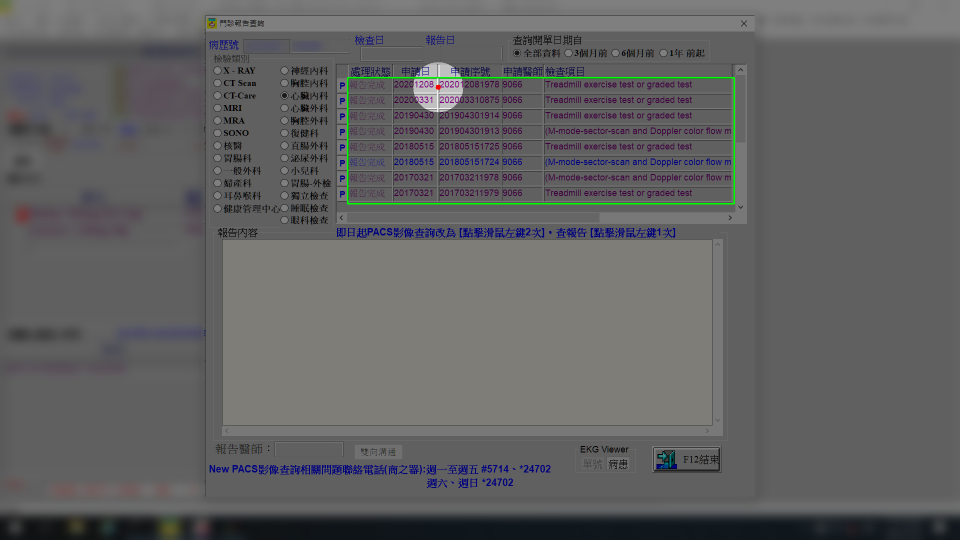 門診報告查詢
病歷號
檢查日
報告日
查詢開單日期自
全部資料 3個月前 6個月前 1年 前起
檢驗類別
X - RAY 神經內科
CT Scan 胸腔內科
CT-Care 心臟內科
MRI 心臟外科
MRA 胸腔外科
SONO 復健科
核醫 直腸外科
胃腸科 泌尿外科
一般外科 小兒科
婦產科 胃腸-外檢
耳鼻喉科 獨立檢查
健康管理中心 睡眠檢查
眼科檢查
處理狀態 申請日 申請序號 申請醫師 檢查項目
P 報告完成 20201208 202012081978 9066 Treadmill exercise test or graded test
P 報告完成 20200331 202003310875 9066 Treadmill exercise test or graded test
P 報告完成 20190430 201904301914 9066 Treadmill exercise test or graded test
P 報告完成 20190430 201904301913 9066 (M-mode-sector-scan and Doppler color flow m
P 報告完成 20180515 201805151725 9066 Treadmill exercise test or graded test
P 報告完成 20180515 201805151724 9066 (M-mode-sector-scan and Doppler color flow m
P 報告完成 20170321 201703211978 9066 (M-mode-sector-scan and Doppler color flow m
P 報告完成 20170321 201703211979 9066 Treadmill exercise test or graded test
報告內容
即日起PACS影像查詢改為 [點擊滑鼠左鍵2次]，查報告 [點擊滑鼠左鍵1次]
報告醫師：
雙向溝通
EKG Viewer
單號 病患
F12結束
New PACS影像查詢相關問題聯絡電話(商之器):週一至週五 #5714、*24702
週六、週日 *24702